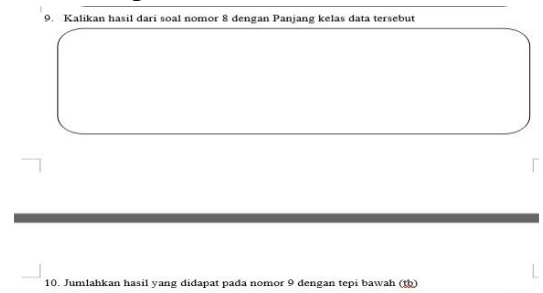 9. Kalikan hasil dari soal nomor 8 dengan Panjang kelas data tersebut
10. Jumlahkan hasil yang didapat pada nomor 9 dengan tepi bawah (tb)